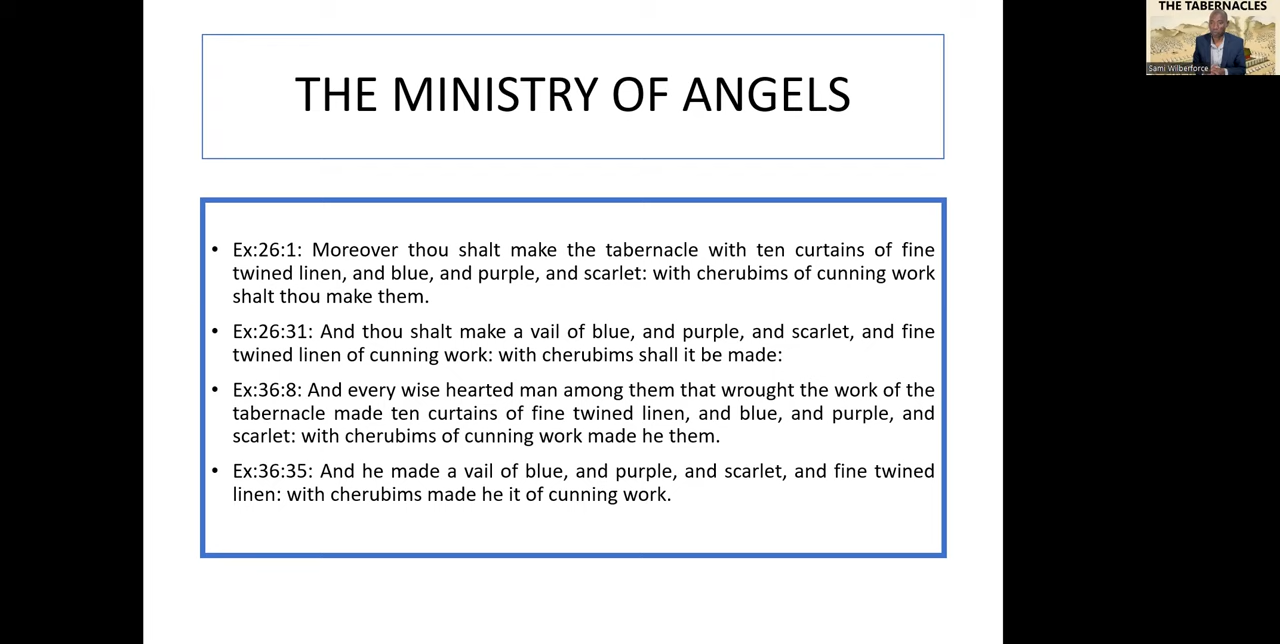 THE TABERNACLES
Sami Wilberforce
THE MINISTRY OF ANGELS
• Ex:26:1: Moreover thou shalt make the tabernacle with ten curtains of fine
twined linen, and blue, and purple, and scarlet: with cherubims of cunning work
shalt thou make them.
• Ex:26:31: And thou shalt make a vail of blue, and purple, and scarlet, and fine
twined linen of cunning work: with cherubims shall it be made:
• Ex:36:8: And every wise hearted man among them that wrought the work of the
tabernacle made ten curtains of fine twined linen, and blue, and purple, and
scarlet: with cherubims of cunning work made he them.
• Ex:36:35: And he made a vail of blue, and purple, and scarlet, and fine twined
linen: with cherubims made he it of cunning work.